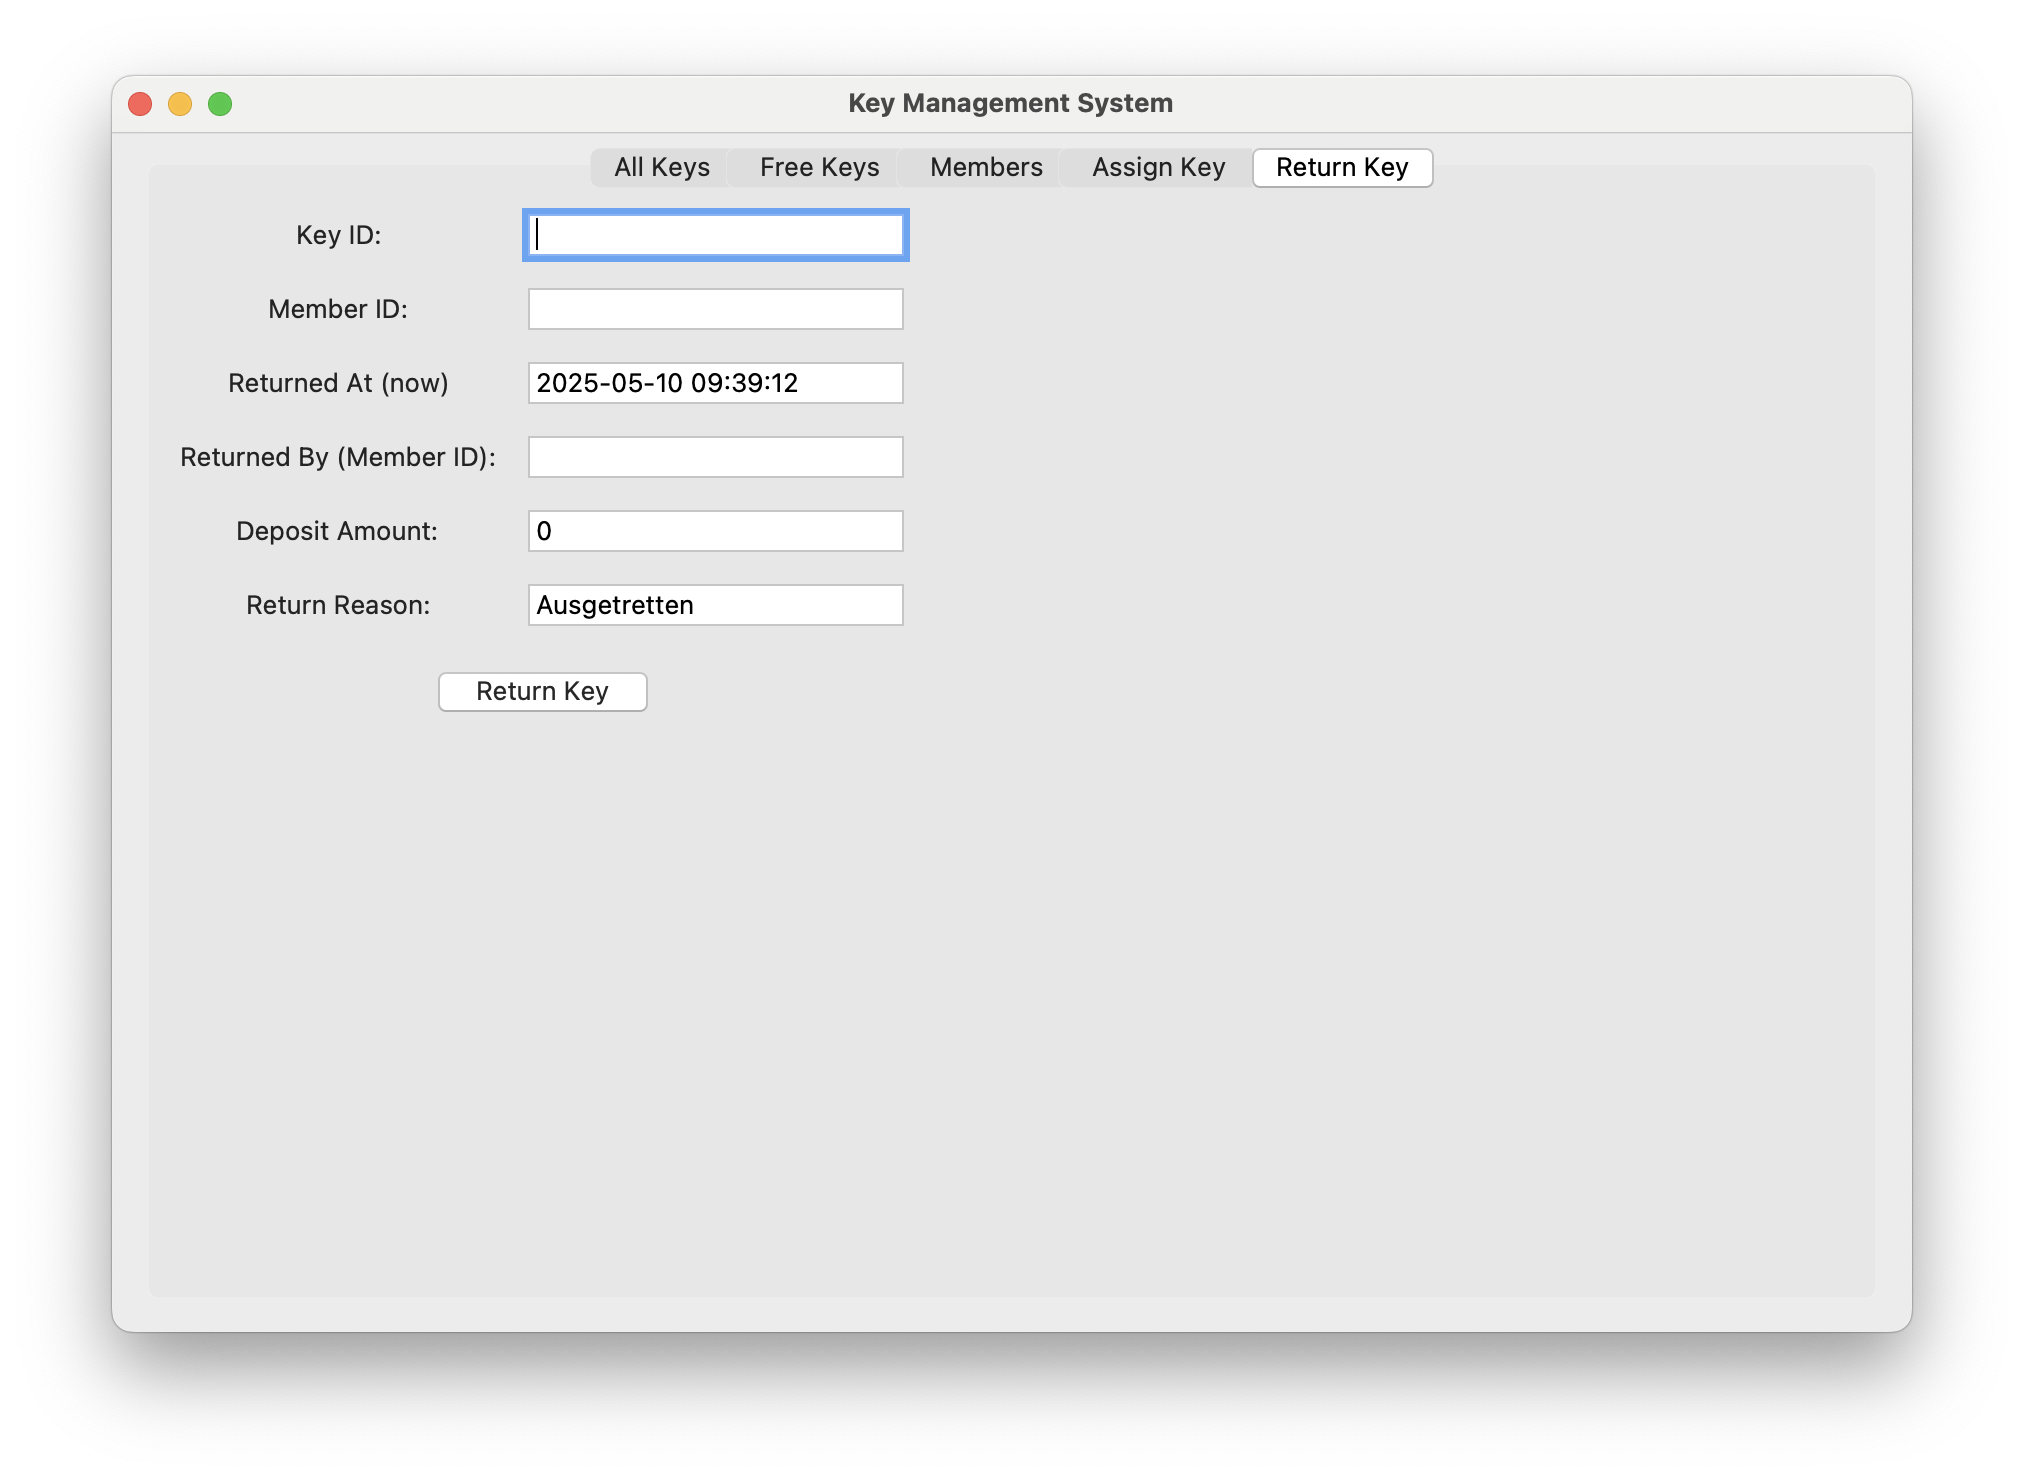 Key Management System
All Keys Free Keys Members Assign Key Return Key
Key ID:
Member ID:
Returned At (now) 2025-05-10 09:39:12
Returned By (Member ID):
Deposit Amount: 0
Return Reason: Ausgetretten
Return Key